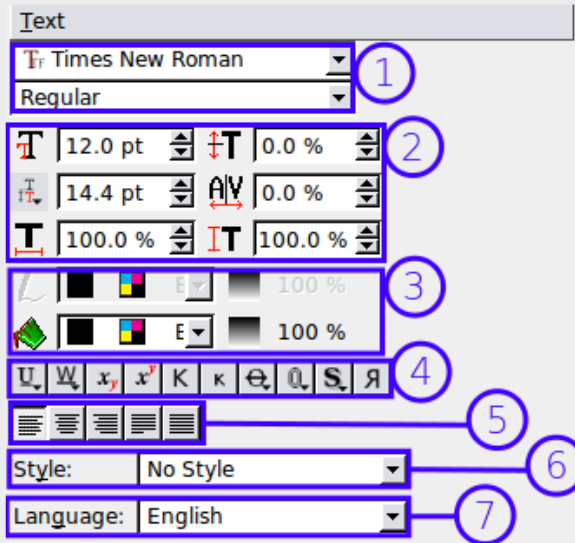 Text
Times New Roman
1
Regular
12.0 pt 0.0 % 2
14.4 pt 0.0 %
100.0 % 100.0 %
E 100 % 3
E 100 %
U W x y x y K K O O S Я 4
5
Style: No Style 6
Language: English 7